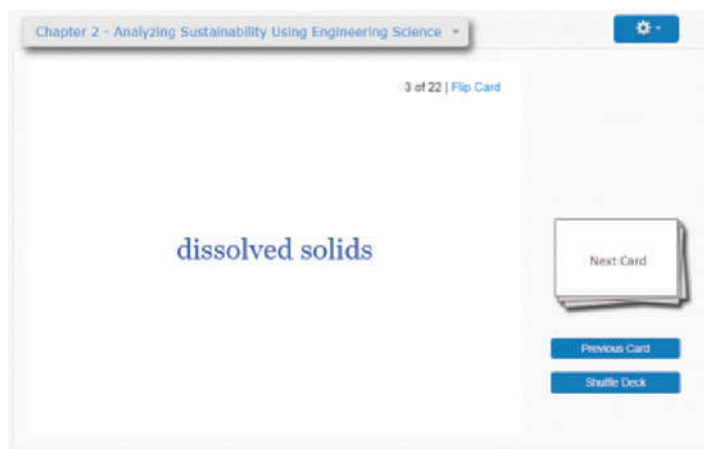 Chapter 2 - Analyzing Sustainability Using Engineering Science
3 of 22 | Flip Card
dissolved solids
Next Card
Previous Card
Shuffle Deck